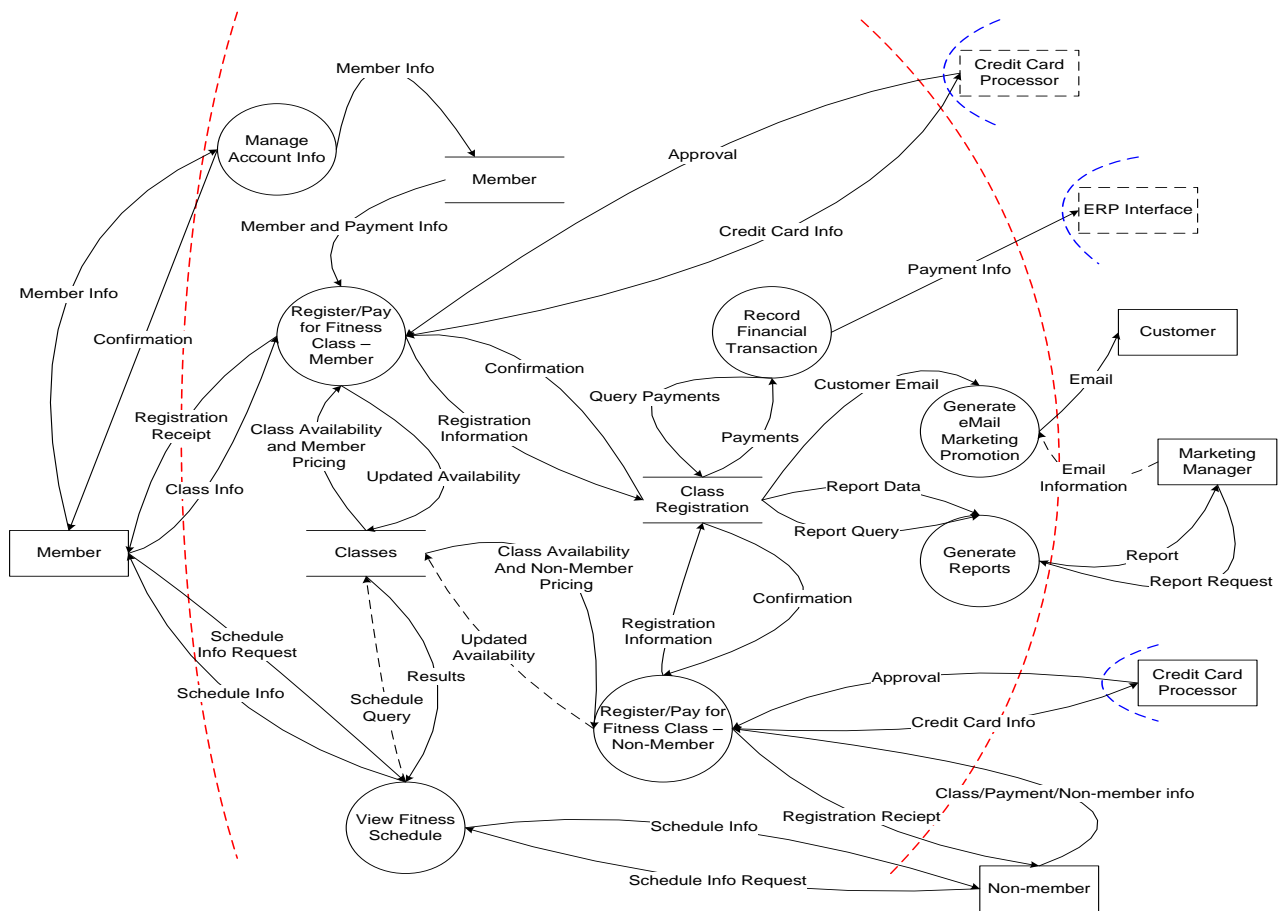 Credit Card
Processor
Member Info
Manage
Account Info
Approval
Member
ERP Interface
Member and Payment Info
Credit Card Info
Payment Info
Member Info
Register/Pay
for Fitness
Class –
Member
Record
Financial
Transaction
Customer
Confirmation
Confirmation
Email
Query Payments
Customer Email
Generate
eMail
Marketing
Promotion
Registration
Receipt
Class Availability
and Member
Pricing
Registration
Information
Payments
Marketing
Manager
Email
Information
Updated Availability
Class Info
Class
Registration
Report Data
Report Query
Member
Classes
Class Availability
And Non-Member
Pricing
Generate
Reports
Report
Report Request
Confirmation
Registration
Information
Schedule
Info Request
Updated
Availability
Results
Schedule Info
Schedule
Query
Approval
Credit Card
Processor
Register/Pay for
Fitness Class –
Non-Member
Credit Card Info
Class/Payment/Non-member info
Registration Reciept
View Fitness
Schedule
Schedule Info
Schedule Info Request
Non-member